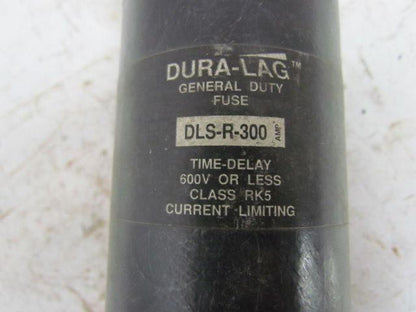 DURA-LAG™
GENERAL DUTY
FUSE
DLS-R-300 AMP
TIME-DELAY
600V OR LESS
CLASS RK5
CURRENT LIMITING